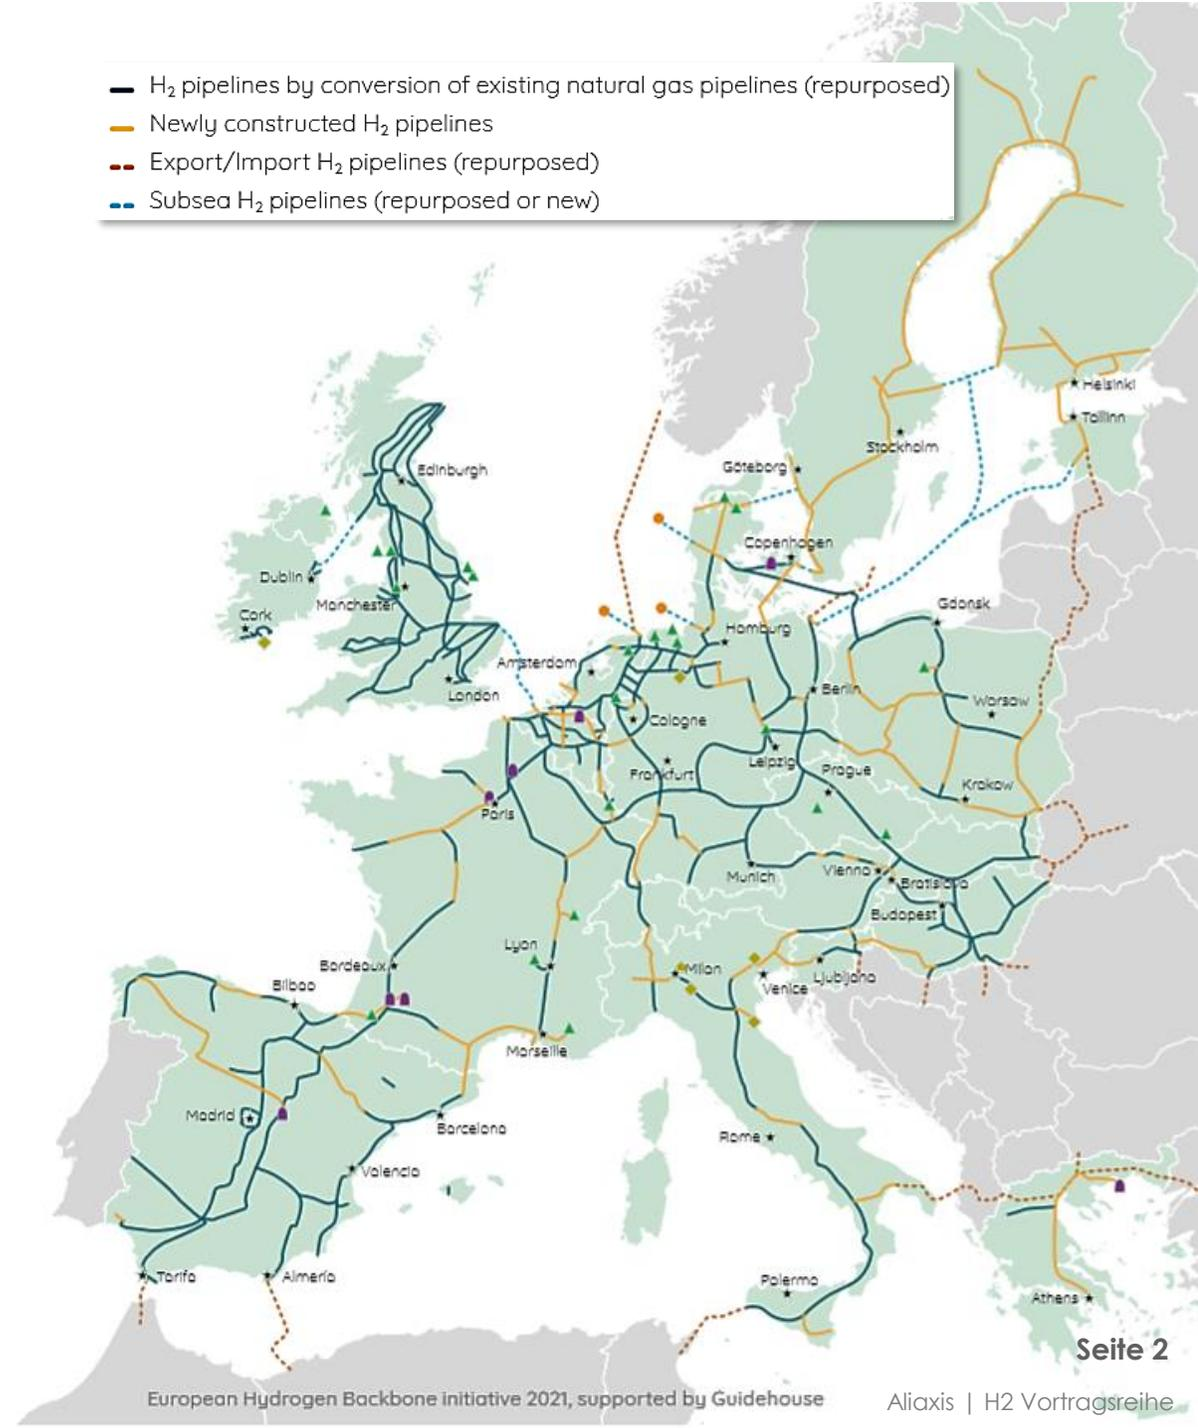 H₂ pipelines by conversion of existing natural gas pipelines (repurposed)
Newly constructed H₂ pipelines
Export/Import H₂ pipelines (repurposed)
Subsea H₂ pipelines (repurposed or new)
Helsinki
Tallinn
Stockholm
Göteborg
Edinburgh
Copenhagen
Dublin
Manchester
Gdansk
Cork
Hamburg
Amsterdam
Berlin
London
Warsaw
Cologne
Leipzig
Frankfurt
Prague
Krakow
Paris
Munich
Vienna
Bratislava
Budapest
Lyon
Bordeaux
Milan
Ljubljana
Bilbao
Venice
Marseille
Madrid
Barcelona
Rome
Valencia
Tarifa
Almería
Palermo
Athens
Seite 2
European Hydrogen Backbone initiative 2021, supported by Guidehouse
Aliaxis | H2 Vortragsreihe